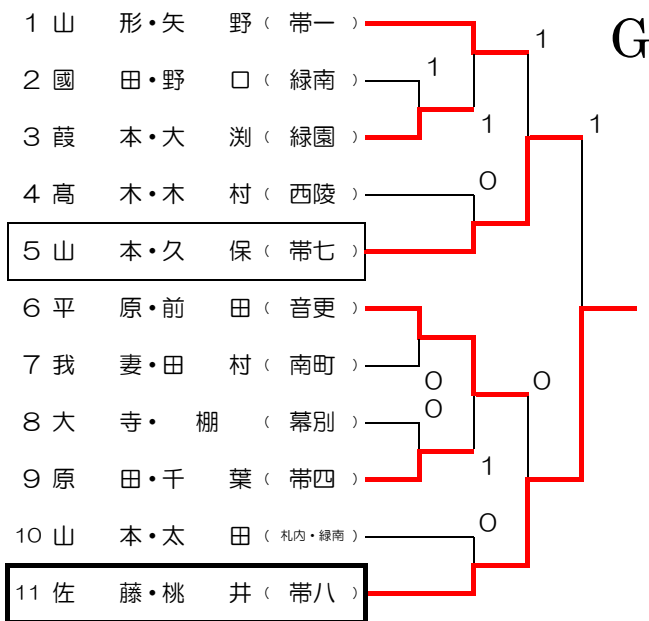 G
1 山 形・矢 野 ( 帯一 )
2 國 田・野 口 ( 緑南 )
3 葭 本・大 渕 ( 緑園 )
4 髙 木・木 村 ( 西陵 )
5 山 本・久 保 ( 帯七 )
6 平 原・前 田 ( 音更 )
7 我 妻・田 村 ( 南町 )
8 大 寺・ 棚 ( 幕別 )
9 原 田・千 葉 ( 帯四 )
10 山 本・太 田 ( 札内・緑南 )
11 佐 藤・桃 井 ( 帯八 )
1
1
1
1
0
0
0
0
1
0